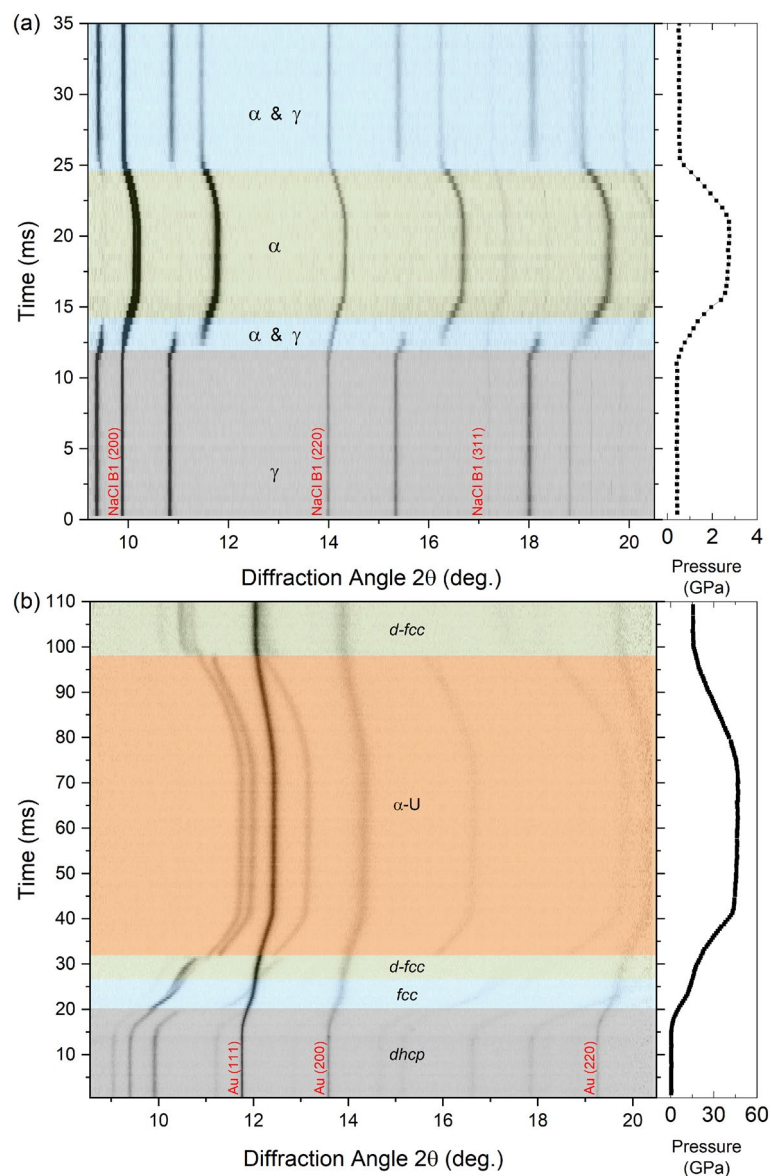 (a)
35
30
25
20
15
10
5
0
Time (ms)
α & γ
α
α & γ
γ
NaCl B1 (200)
NaCl B1 (220)
NaCl B1 (311)
10 12 14 16 18 20
Diffraction Angle 2θ (deg.)
0 2 4
Pressure
(GPa)
(b)
110
100
90
80
70
60
50
40
30
20
10
Time (ms)
d-fcc
α-U
d-fcc
fcc
dhcp
Au (111)
Au (200)
Au (220)
10 12 14 16 18 20
Diffraction Angle 2θ (deg.)
0 30 60
Pressure
(GPa)